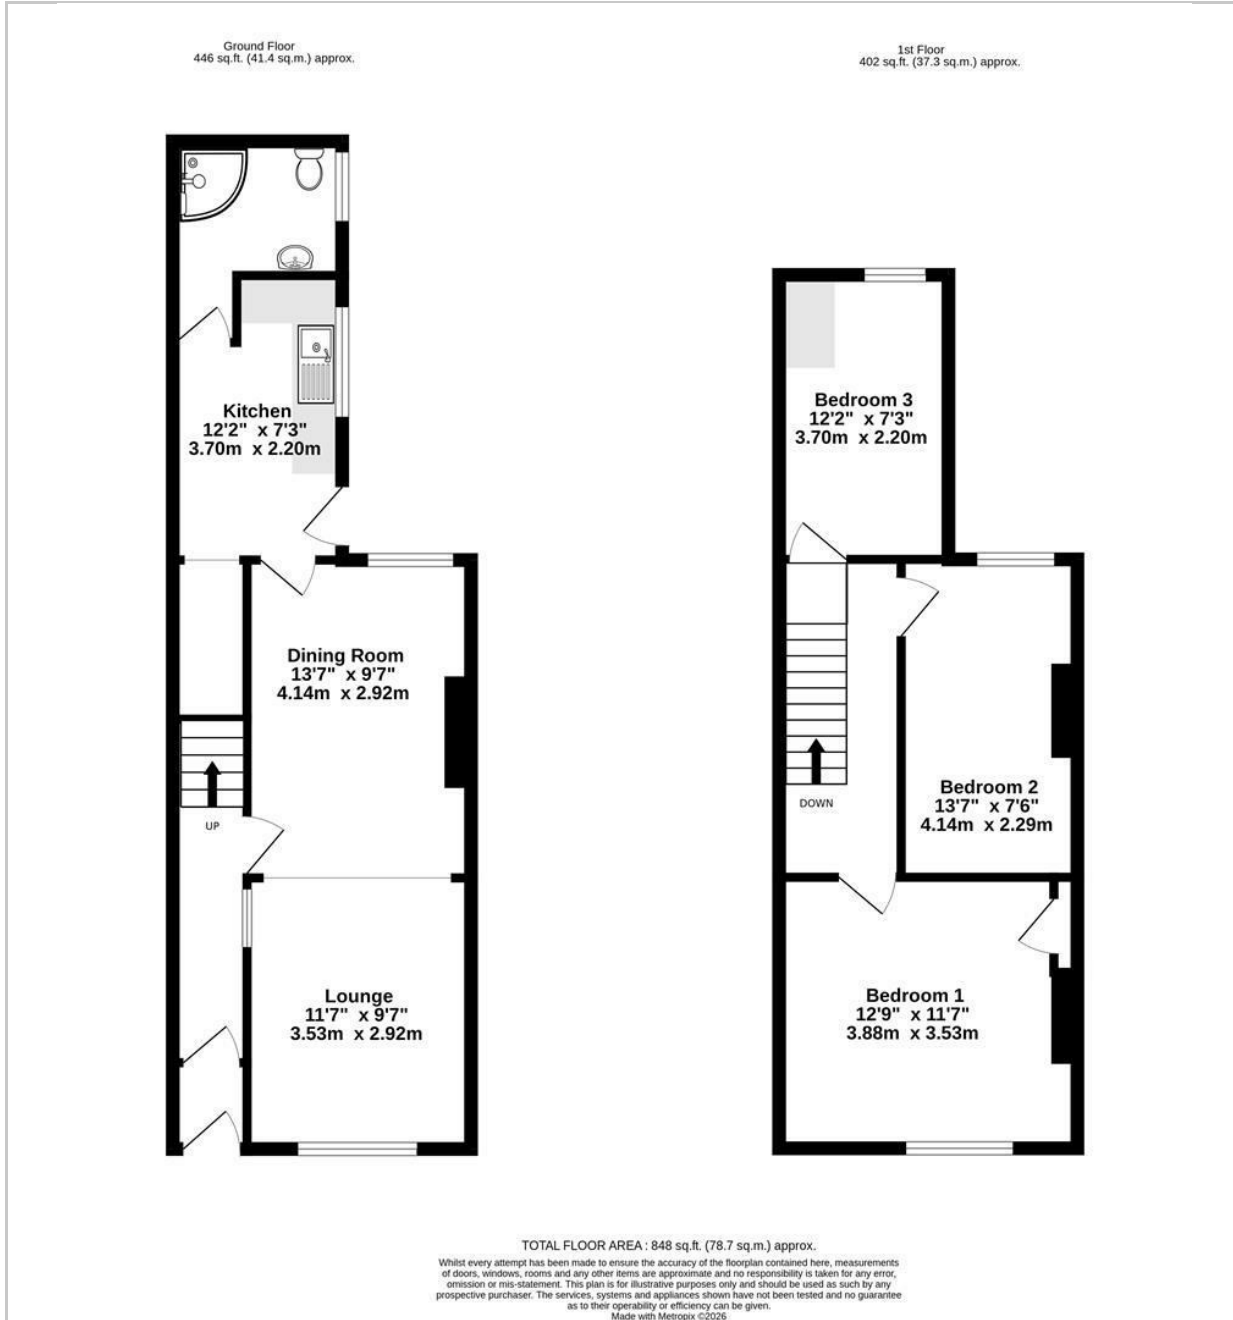 Ground Floor
446 sq.ft. (41.4 sq.m.) approx.
1st Floor
402 sq.ft. (37.3 sq.m.) approx.
Kitchen
12'2" x 7'3"
3.70m x 2.20m
Dining Room
13'7" x 9'7"
4.14m x 2.92m
UP
Lounge
11'7" x 9'7"
3.53m x 2.92m
Bedroom 3
12'2" x 7'3"
3.70m x 2.20m
DOWN
Bedroom 2
13'7" x 7'6"
4.14m x 2.29m
Bedroom 1
12'9" x 11'7"
3.88m x 3.53m
TOTAL FLOOR AREA : 848 sq.ft. (78.7 sq.m.) approx.
Whilst every attempt has been made to ensure the accuracy of the floorplan contained here, measurements
of doors, windows, rooms and any other items are approximate and no responsibility is taken for any error,
omission or mis-statement. This plan is for illustrative purposes only and should be used as such by any
prospective purchaser. The services, systems and appliances shown have not been tested and no guarantee
as to their operability or efficiency can be given.
Made with Metropix ©2026